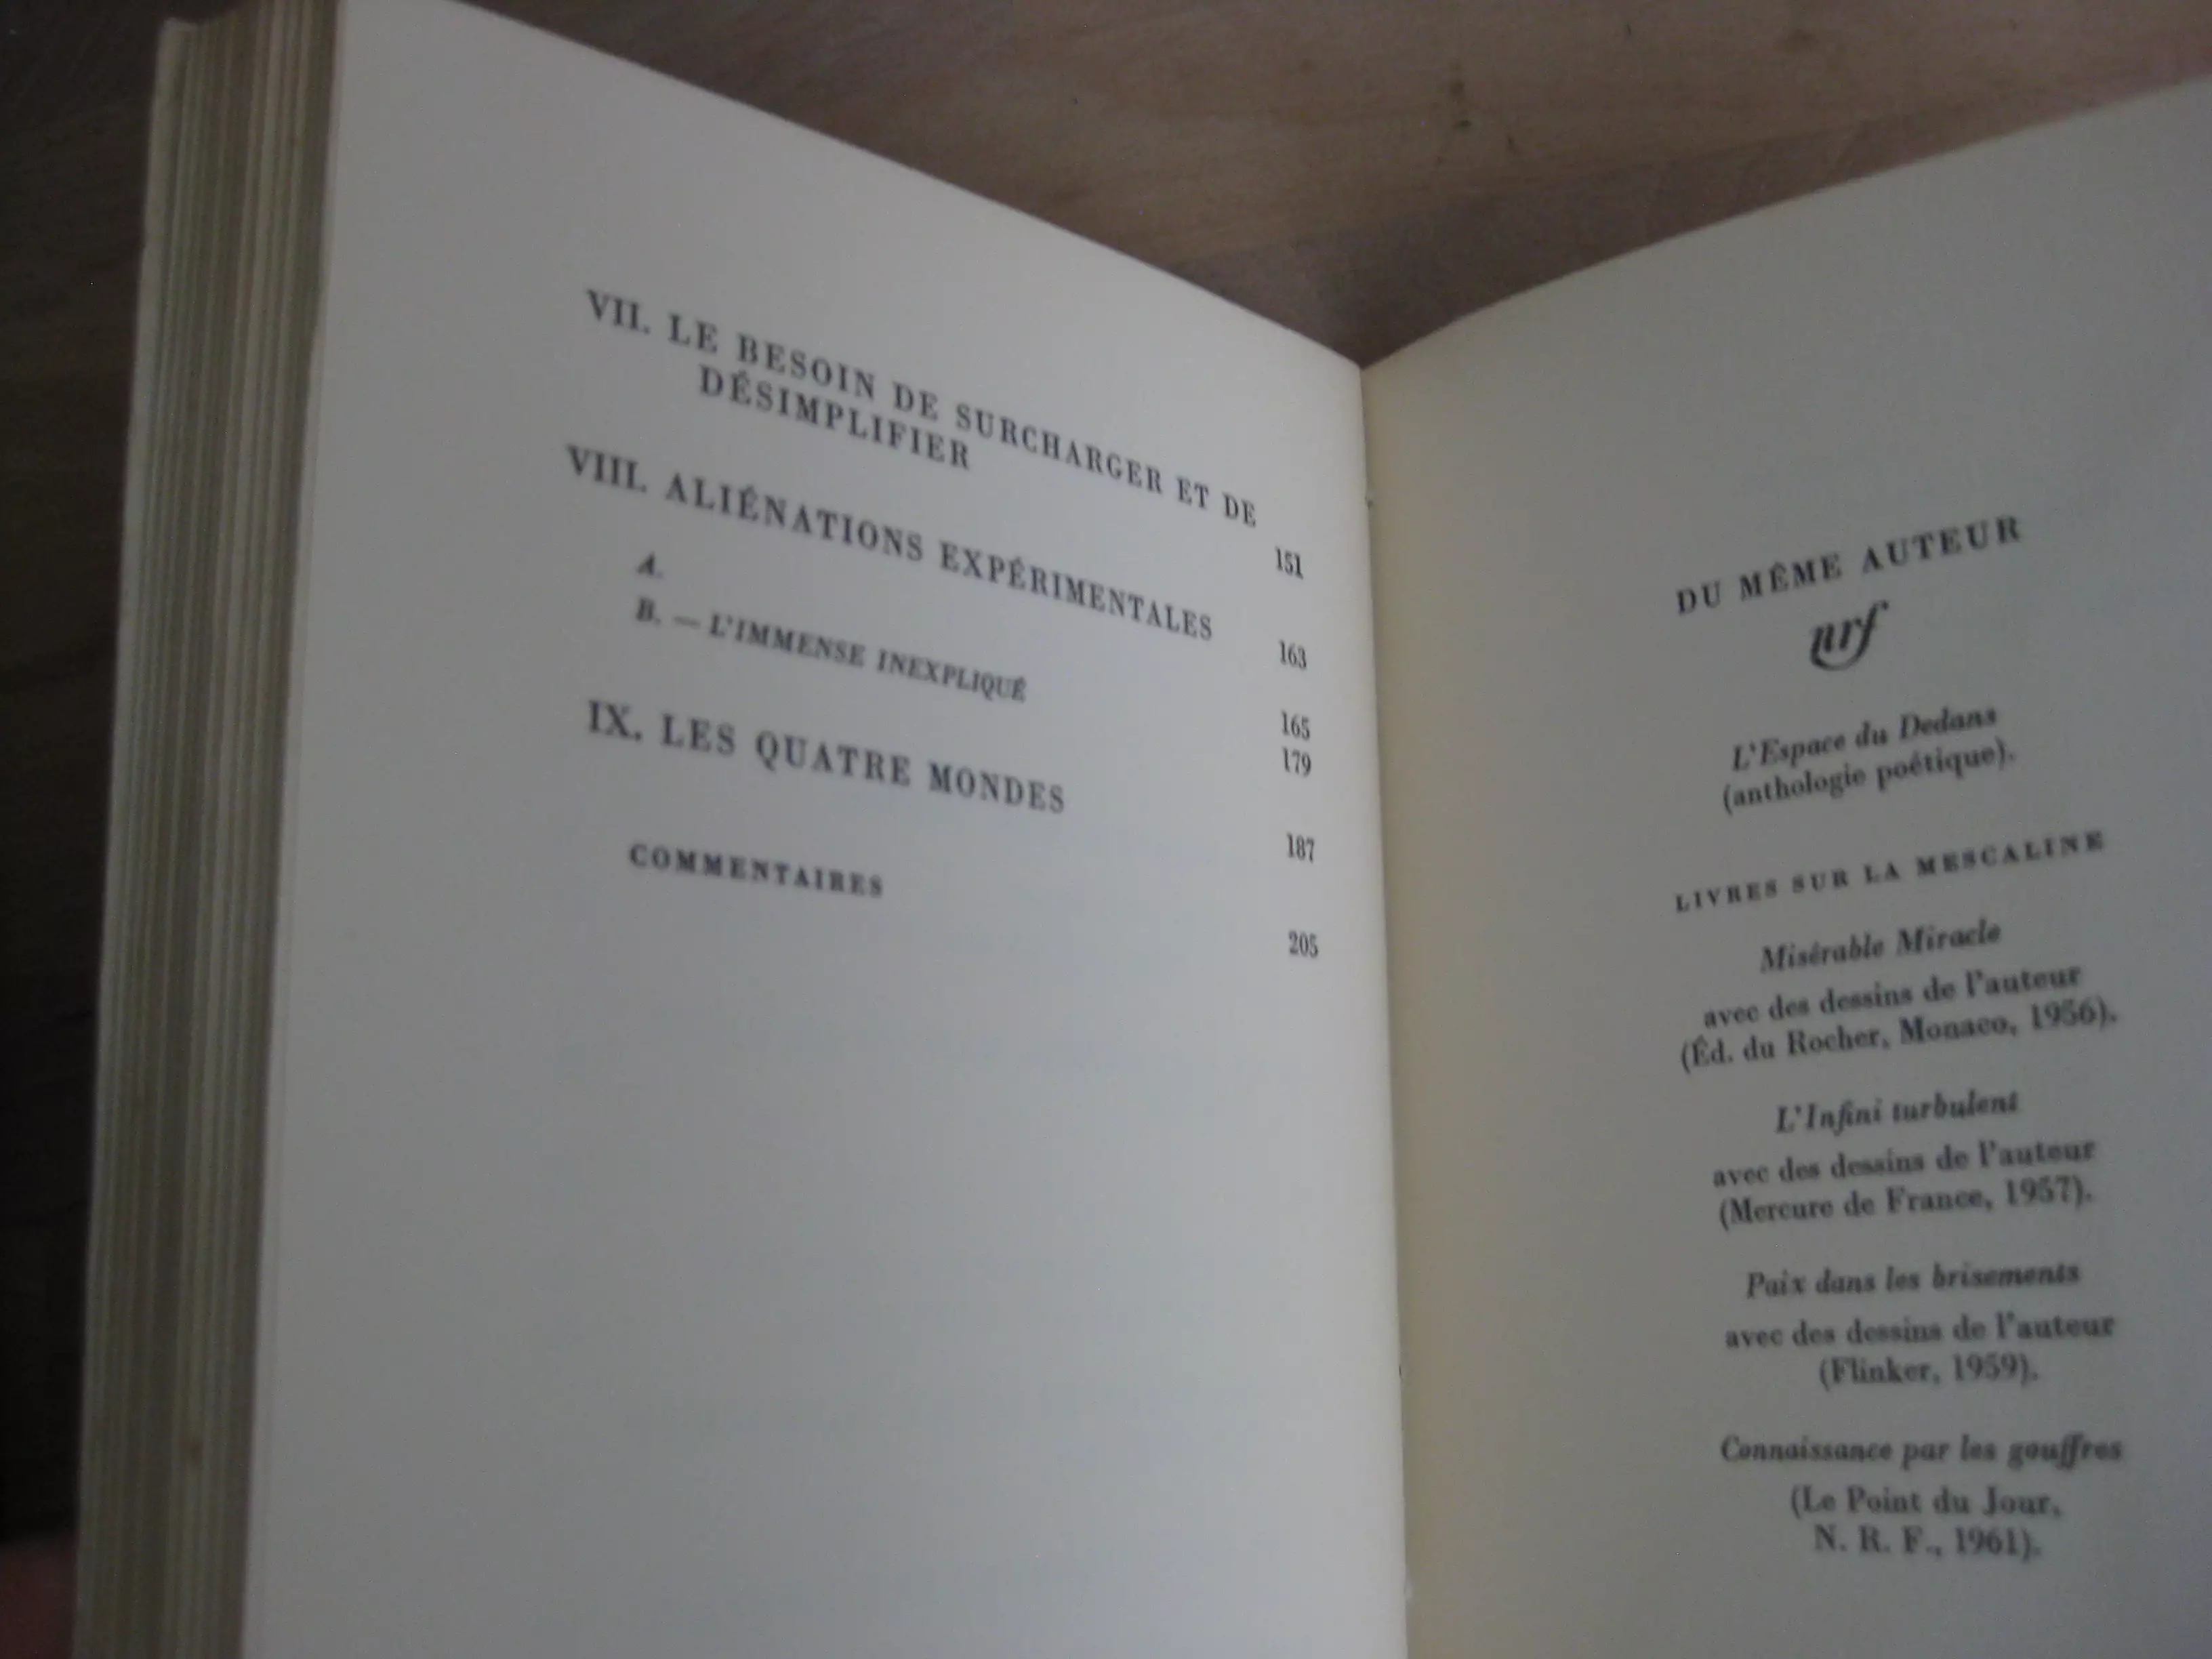 VII. LE BESOIN DE SURCHARGER ET DE
DÉSIMPLIFIER 151
VIII. ALIÉNATIONS EXPÉRIMENTALES 163
A. 165
B. — L'IMMENSE INEXPLIQUÉ 179
IX. LES QUATRE MONDES 187
COMMENTAIRES 205
DU MÊME AUTEUR
nrf
L'Espace du Dedans
(anthologie poétique).
LIVRES SUR LA MESCALINE
Misérable Miracle
avec des dessins de l'auteur
(Éd. du Rocher, Monaco, 1956).
L'Infini turbulent
avec des dessins de l'auteur
(Mercure de France, 1957).
Paix dans les brisements
avec des dessins de l'auteur
(Flinker, 1959).
Connaissance par les gouffres
(Le Point du Jour,
N. R. F., 1961).